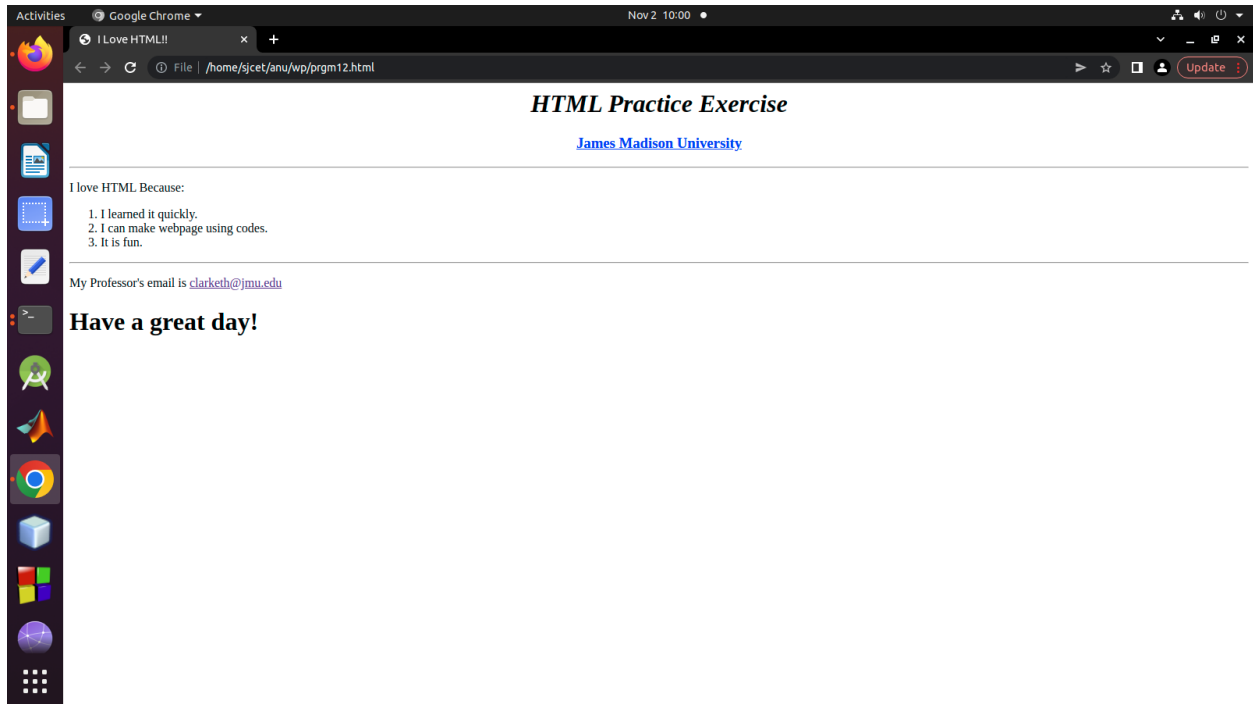 Activities Google Chrome Nov 2 10:00
I Love HTML!!
File /home/sjcet/anu/wp/prgm12.html Update
HTML Practice Exercise
James Madison University
I love HTML Because:
1. I learned it quickly.
2. I can make webpage using codes.
3. It is fun.
My Professor's email is clarketh@jmu.edu
Have a great day!